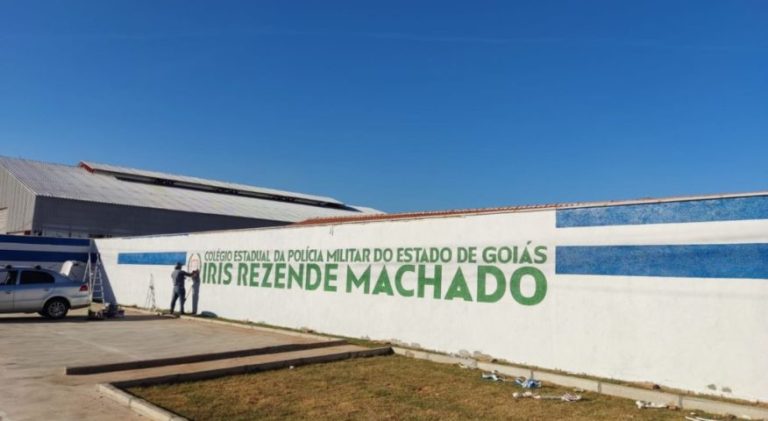 COLÉGIO ESTADUAL DA POLÍCIA MILITAR DO ESTADO DE GOIÁS
IRIS REZENDE MACHADO